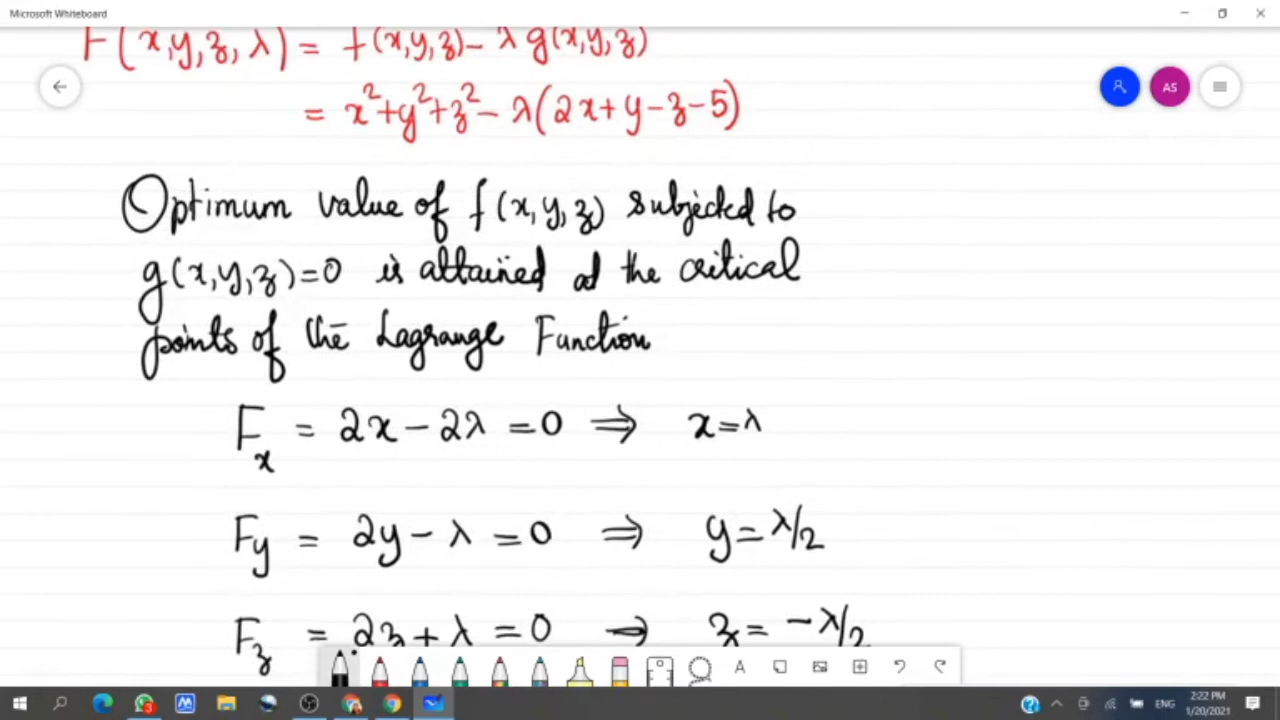 Microsoft Whiteboard
F(x,y,z,λ) = f(x,y,z) - λ g(x,y,z)
= x²+y²+z² - λ(2x+y-z-5)
AS
Optimum value of f(x,y,z) subjected to
g(x,y,z)=0 is attained at the critical
points of the Lagrange Function
Fₓ = 2x - 2λ = 0 ⇒ x=λ
Fy = 2y - λ = 0 ⇒ y=λ/2
Fz = 2z + λ = 0 → z= -λ/2
A
3
ENG
2:22 PM
1/20/2021